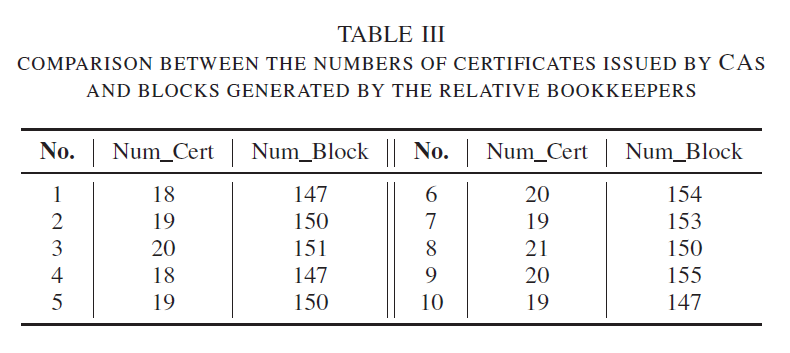 TABLE III
COMPARISON BETWEEN THE NUMBERS OF CERTIFICATES ISSUED BY CAS
AND BLOCKS GENERATED BY THE RELATIVE BOOKKEEPERS
No. Num_Cert Num_Block No. Num_Cert Num_Block
1 18 147 6 20 154
2 19 150 7 19 153
3 20 151 8 21 150
4 18 147 9 20 155
5 19 150 10 19 147